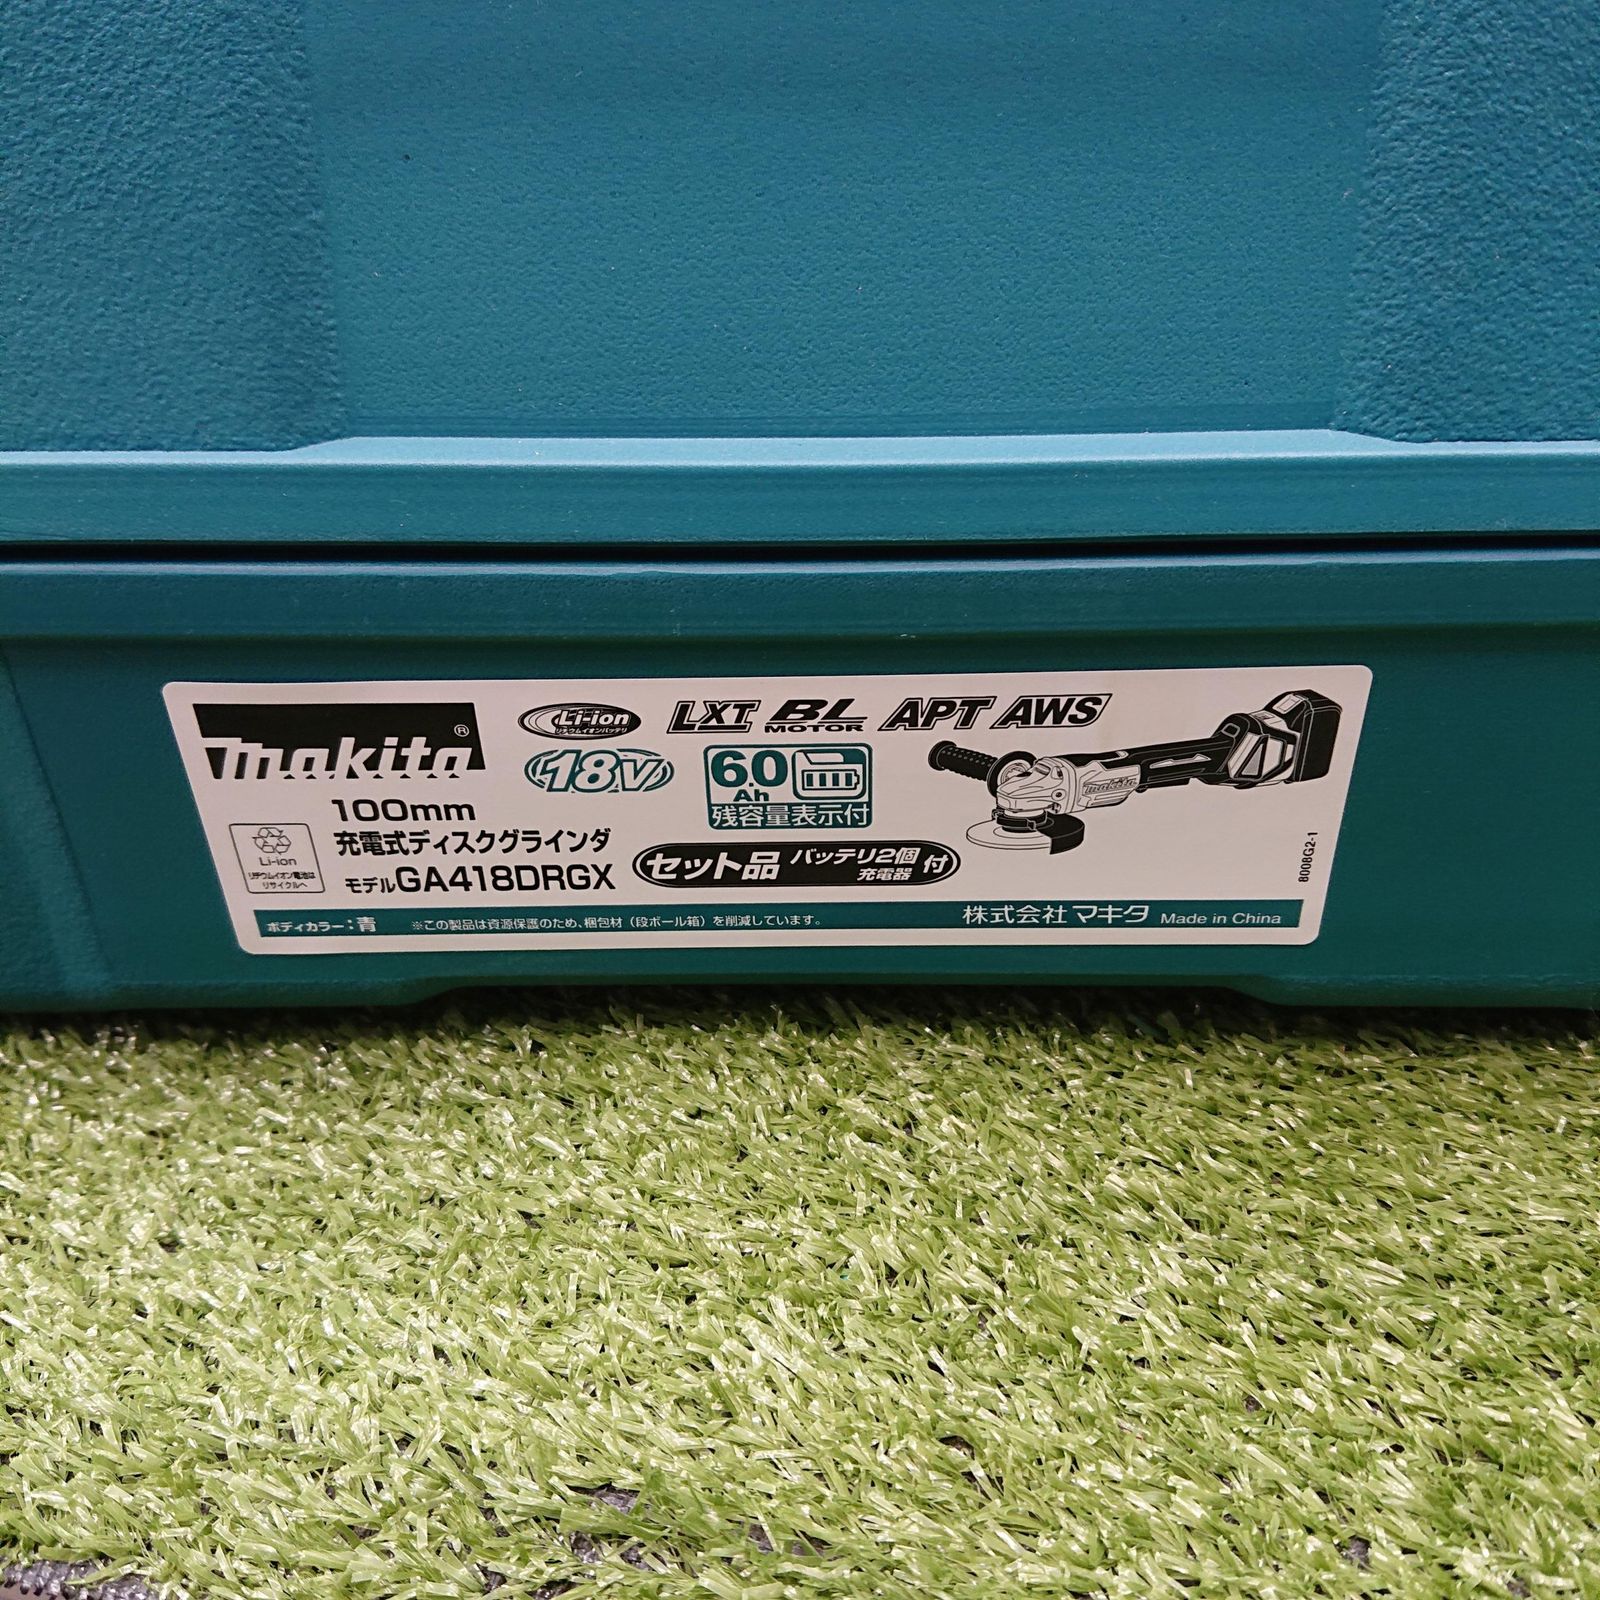 makita®
Li-ion
リチウムイオンバッテリ
LXT BL MOTOR APT AWS
18V
6.0 Ah
残容量表示付
makita
100mm
充電式ディスクグラインダ
モデルGA418DRGX
Li-ion
リチウムイオン電池は
リサイクルへ
セット品 バッテリ2個 充電器 付
8008G2-1
ボディカラー:青 ※この製品は資源保護のため、梱包材(段ボール箱)を削減しています。 株式会社マキタ Made in China